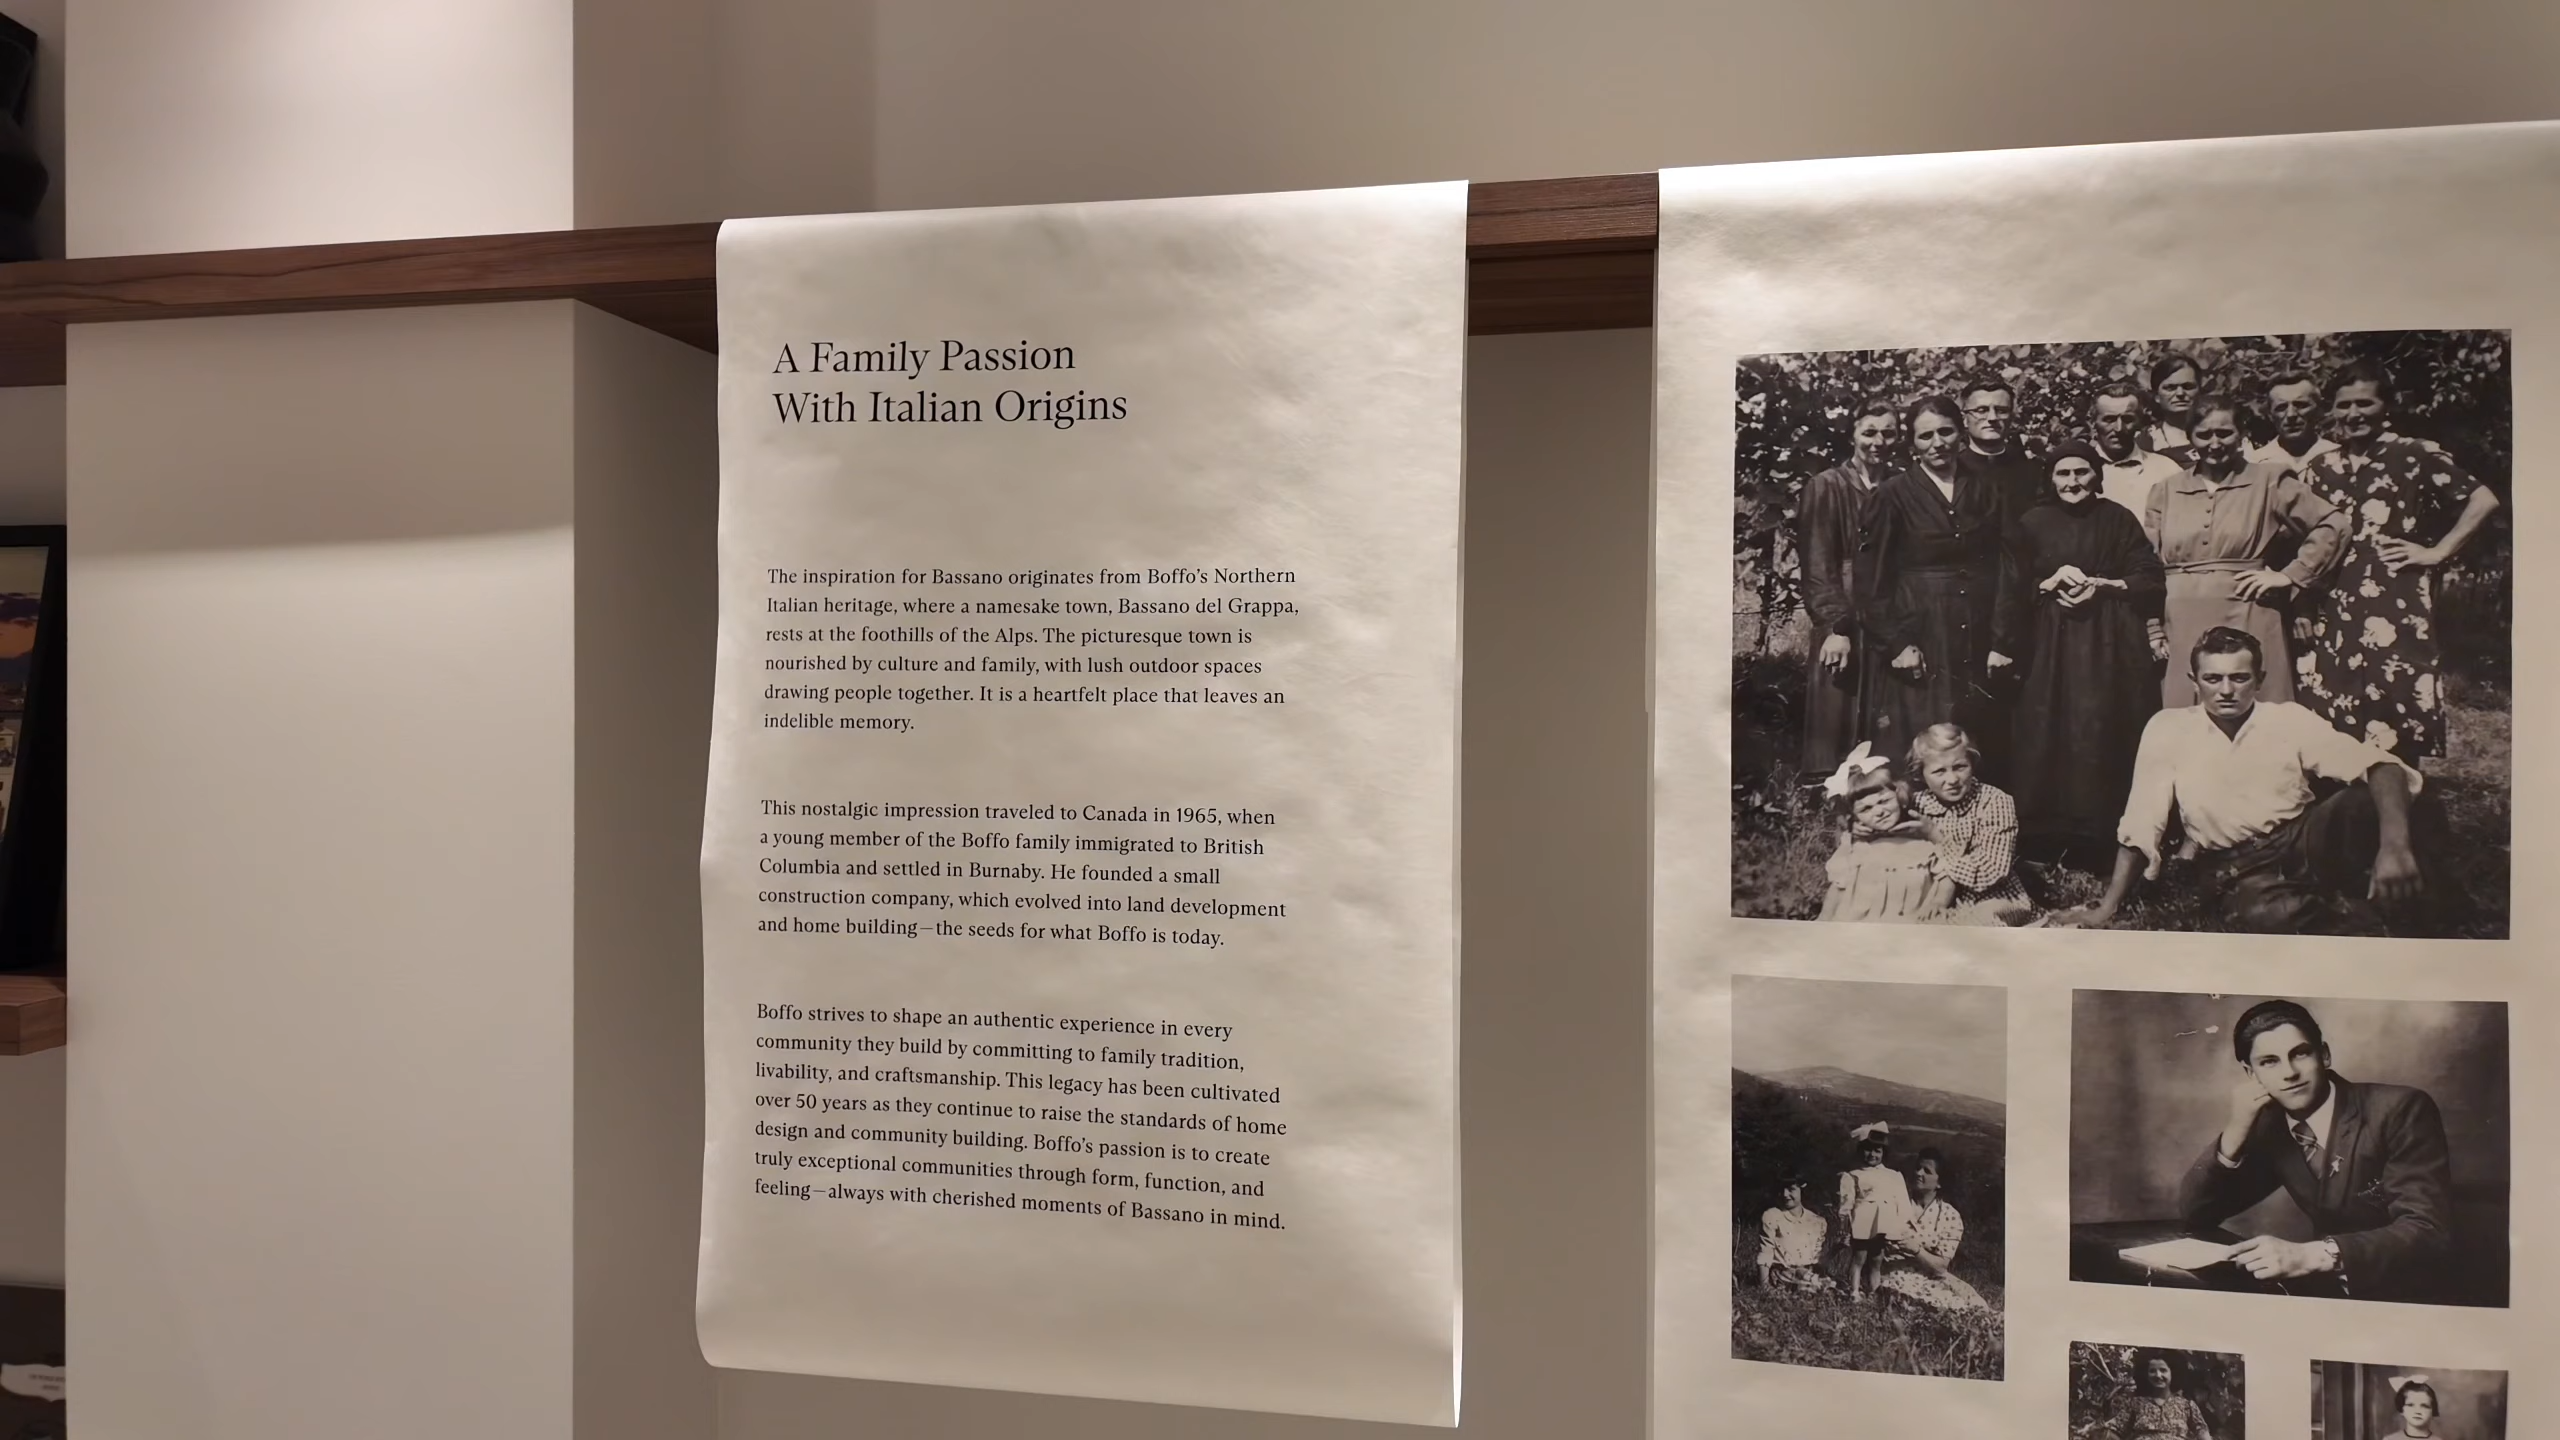 A Family Passion
With Italian Origins
The inspiration for Bassano originates from Boffo's Northern
Italian heritage, where a namesake town, Bassano del Grappa,
rests at the foothills of the Alps. The picturesque town is
nourished by culture and family, with lush outdoor spaces
drawing people together. It is a heartfelt place that leaves an
indelible memory.
This nostalgic impression traveled to Canada in 1965, when
a young member of the Boffo family immigrated to British
Columbia and settled in Burnaby. He founded a small
construction company, which evolved into land development
and home building—the seeds for what Boffo is today.
Boffo strives to shape an authentic experience in every
community they build by committing to family tradition,
livability, and craftsmanship. This legacy has been cultivated
over 50 years as they continue to raise the standards of home
design and community building. Boffo's passion is to create
truly exceptional communities through form, function, and
feeling—always with cherished moments of Bassano in mind.